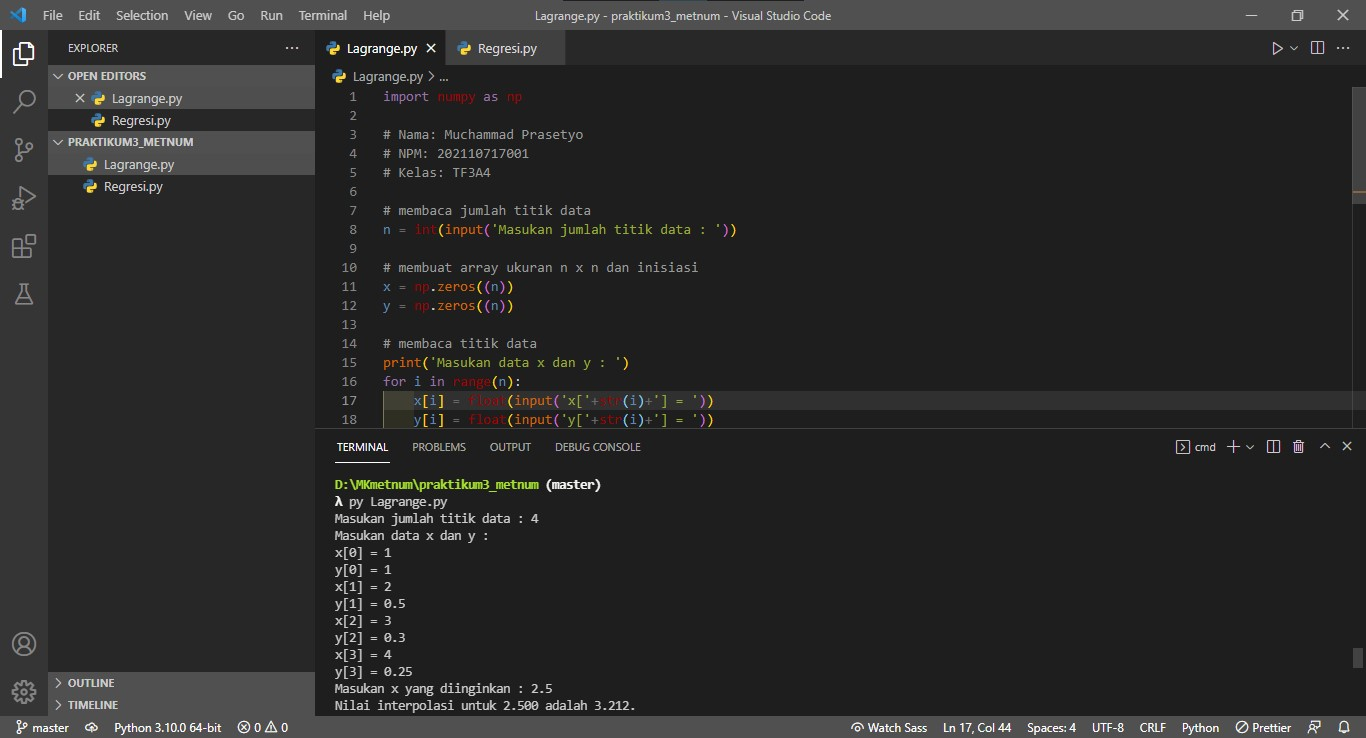 File Edit Selection View Go Run Terminal Help Lagrange.py - praktikum3_metnum - Visual Studio Code
EXPLORER
OPEN EDITORS
Lagrange.py
Regresi.py
PRAKTIKUM3_METNUM
Lagrange.py
Regresi.py
OUTLINE
TIMELINE
Lagrange.py Regresi.py
Lagrange.py > ...
1 import numpy as np
2
3 # Nama: Muchammad Prasetyo
4 # NPM: 202110717001
5 # Kelas: TF3A4
6
7 # membaca jumlah titik data
8 n = int(input('Masukan jumlah titik data : '))
9
10 # membuat array ukuran n x n dan inisiasi
11 x = np.zeros((n))
12 y = np.zeros((n))
13
14 # membaca titik data
15 print('Masukan data x dan y : ')
16 for i in range(n):
17 x[i] = float(input('x['+str(i)+'] = '))
18 y[i] = float(input('y['+str(i)+'] = '))
TERMINAL PROBLEMS OUTPUT DEBUG CONSOLE cmd
D:\MKmetnum\praktikum3_metnum (master)
λ py Lagrange.py
Masukan jumlah titik data : 4
Masukan data x dan y :
x[0] = 1
y[0] = 1
x[1] = 2
y[1] = 0.5
x[2] = 3
y[2] = 0.3
x[3] = 4
y[3] = 0.25
Masukan x yang diinginkan : 2.5
Nilai interpolasi untuk 2.500 adalah 3.212.
master Python 3.10.0 64-bit 0 0 Watch Sass Ln 17, Col 44 Spaces: 4 UTF-8 CRLF Python Prettier